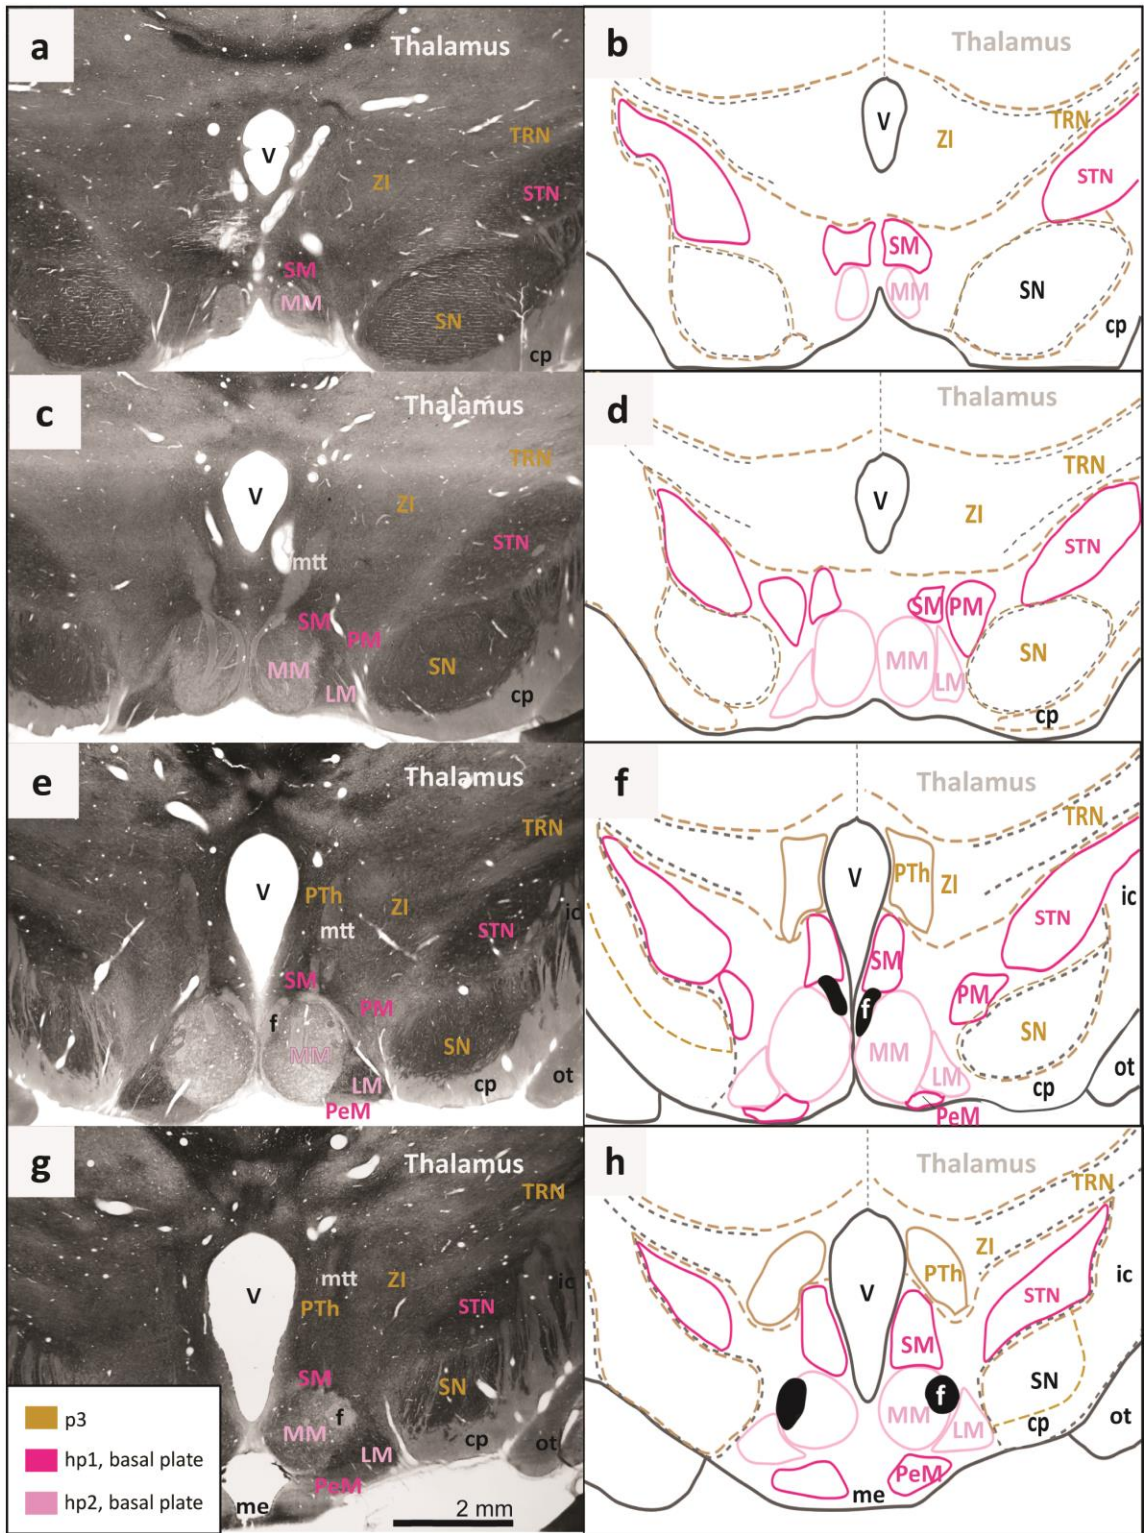 a
Thalamus
TRN
V
ZI
STN
SM
MM
SN
cp
b
Thalamus
TRN
V
ZI
STN
SM
MM
SN
cp
c
Thalamus
TRN
V
ZI
STN
mtt
SM
PM
MM
SN
LM
cp
d
Thalamus
TRN
V
ZI
STN
SM
PM
MM
SN
LM
cp
e
Thalamus
TRN
V
PTh
ZI
ic
mtt
STN
SM
PM
f
MM
SN
LM
cp
ot
PeM
f
Thalamus
TRN
V
PTh
ZI
ic
STN
SM
PM
f
SN
MM
LM
cp
ot
PeM
g
Thalamus
TRN
mtt
ZI
ic
V
PTh
STN
SM
SN
f
MM
LM
cp
ot
PeM
me
2 mm
p3
hp1, basal plate
hp2, basal plate
h
Thalamus
TRN
ZI
PTh
ic
V
STN
SM
SN
f
MM
LM
cp
ot
PeM
me